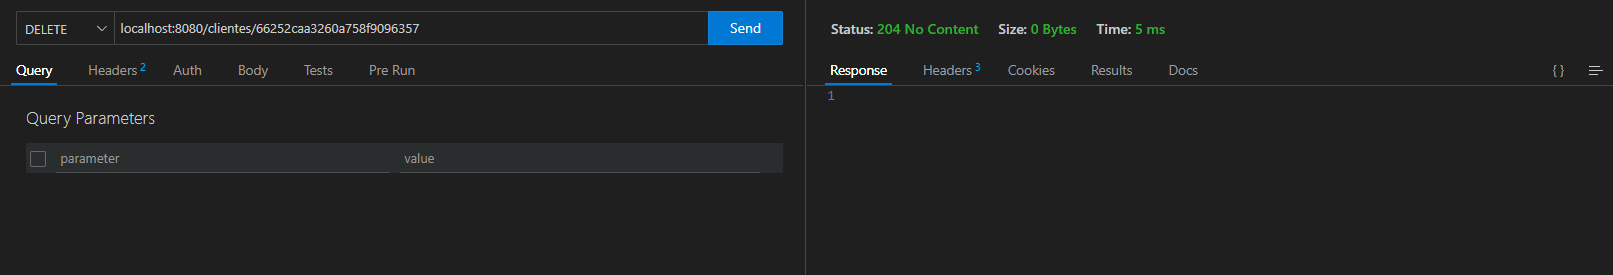 DELETE localhost:8080/clientes/66252caa3260a758f9096357 Send
Query Headers 2 Auth Body Tests Pre Run
Query Parameters
parameter value
Status: 204 No Content Size: 0 Bytes Time: 5 ms
Response Headers 3 Cookies Results Docs { }
1